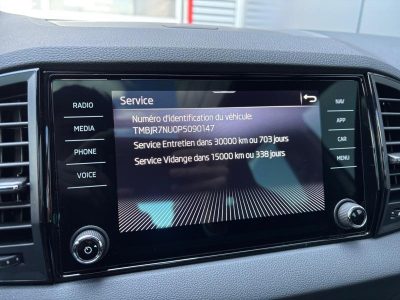 RADIO
MEDIA
PHONE
VOICE
Service
Numéro d'identification du véhicule:
TMBJR7NU0P5090147
Service Entretien dans 30000 km ou 703 jours
Service Vidange dans 15000 km ou 338 jours
NAV
APP
CAR
MENU